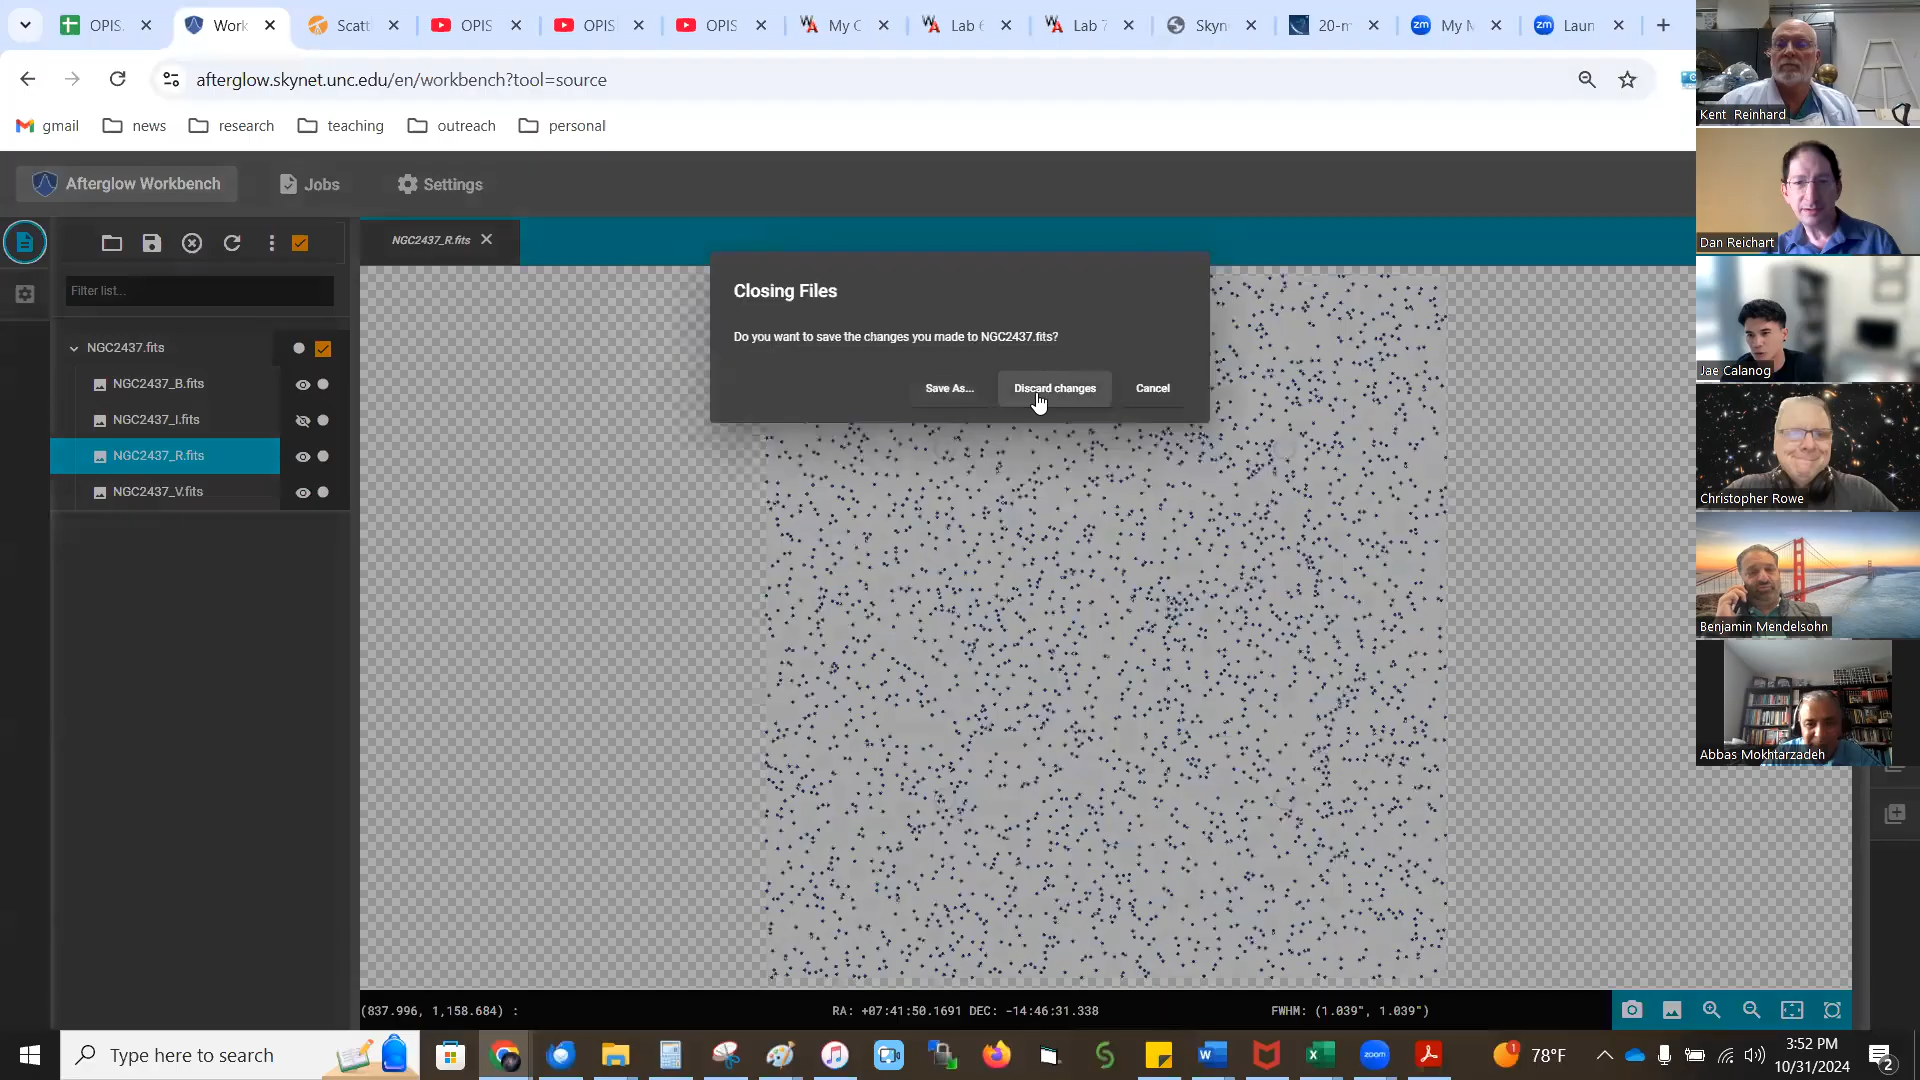 OPIS
Work
Scatt
OPIS
OPIS
OPIS
My C
Lab 6
Lab 7
Skyn
20-m
My M
Laun
afterglow.skynet.unc.edu/en/workbench?tool=source
gmail
news
research
teaching
outreach
personal
Afterglow Workbench
Jobs
Settings
NGC2437_R.fits
Filter list...
NGC2437.fits
NGC2437_B.fits
NGC2437_I.fits
NGC2437_R.fits
NGC2437_V.fits
Closing Files
Do you want to save the changes you made to NGC2437.fits?
Save As...
Discard changes
Cancel
(837.996, 1,158.684) :
RA: +07:41:50.1691 DEC: -14:46:31.338
FWHM: (1.039", 1.039")
Kent Reinhard
Dan Reichart
Jae Calanog
Christopher Rowe
Benjamin Mendelsohn
Abbas Mokhtarzadeh
Type here to search
zoom
1
78°F
3:52 PM
10/31/2024
2